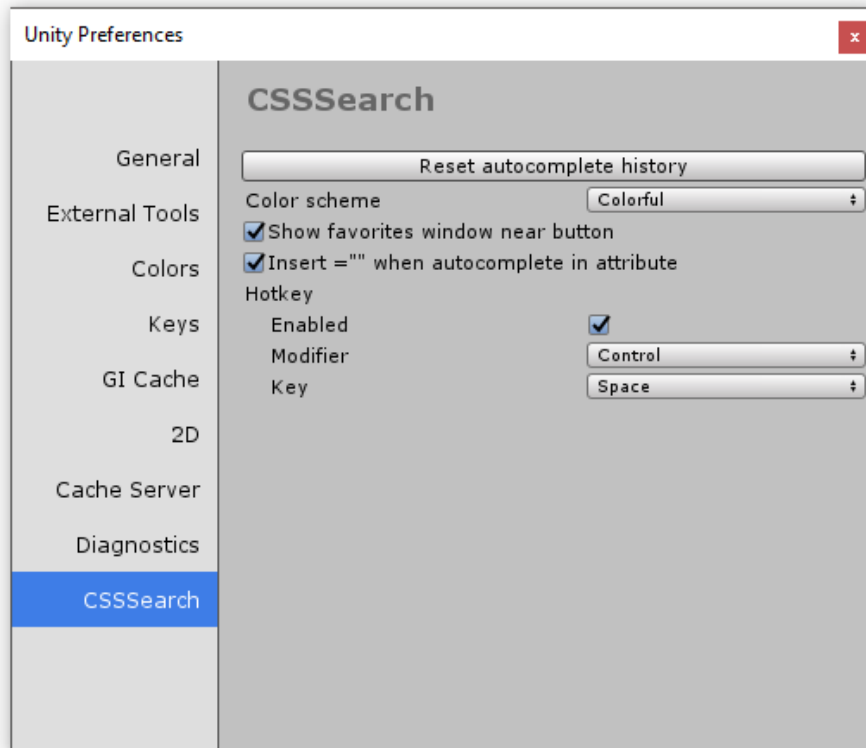 Unity Preferences
x
General
External Tools
Colors
Keys
GI Cache
2D
Cache Server
Diagnostics
CSSSearch
CSSSearch
Reset autocomplete history
Color scheme Colorful
Show favorites window near button
Insert ="" when autocomplete in attribute
Hotkey
Enabled
Modifier Control
Key Space